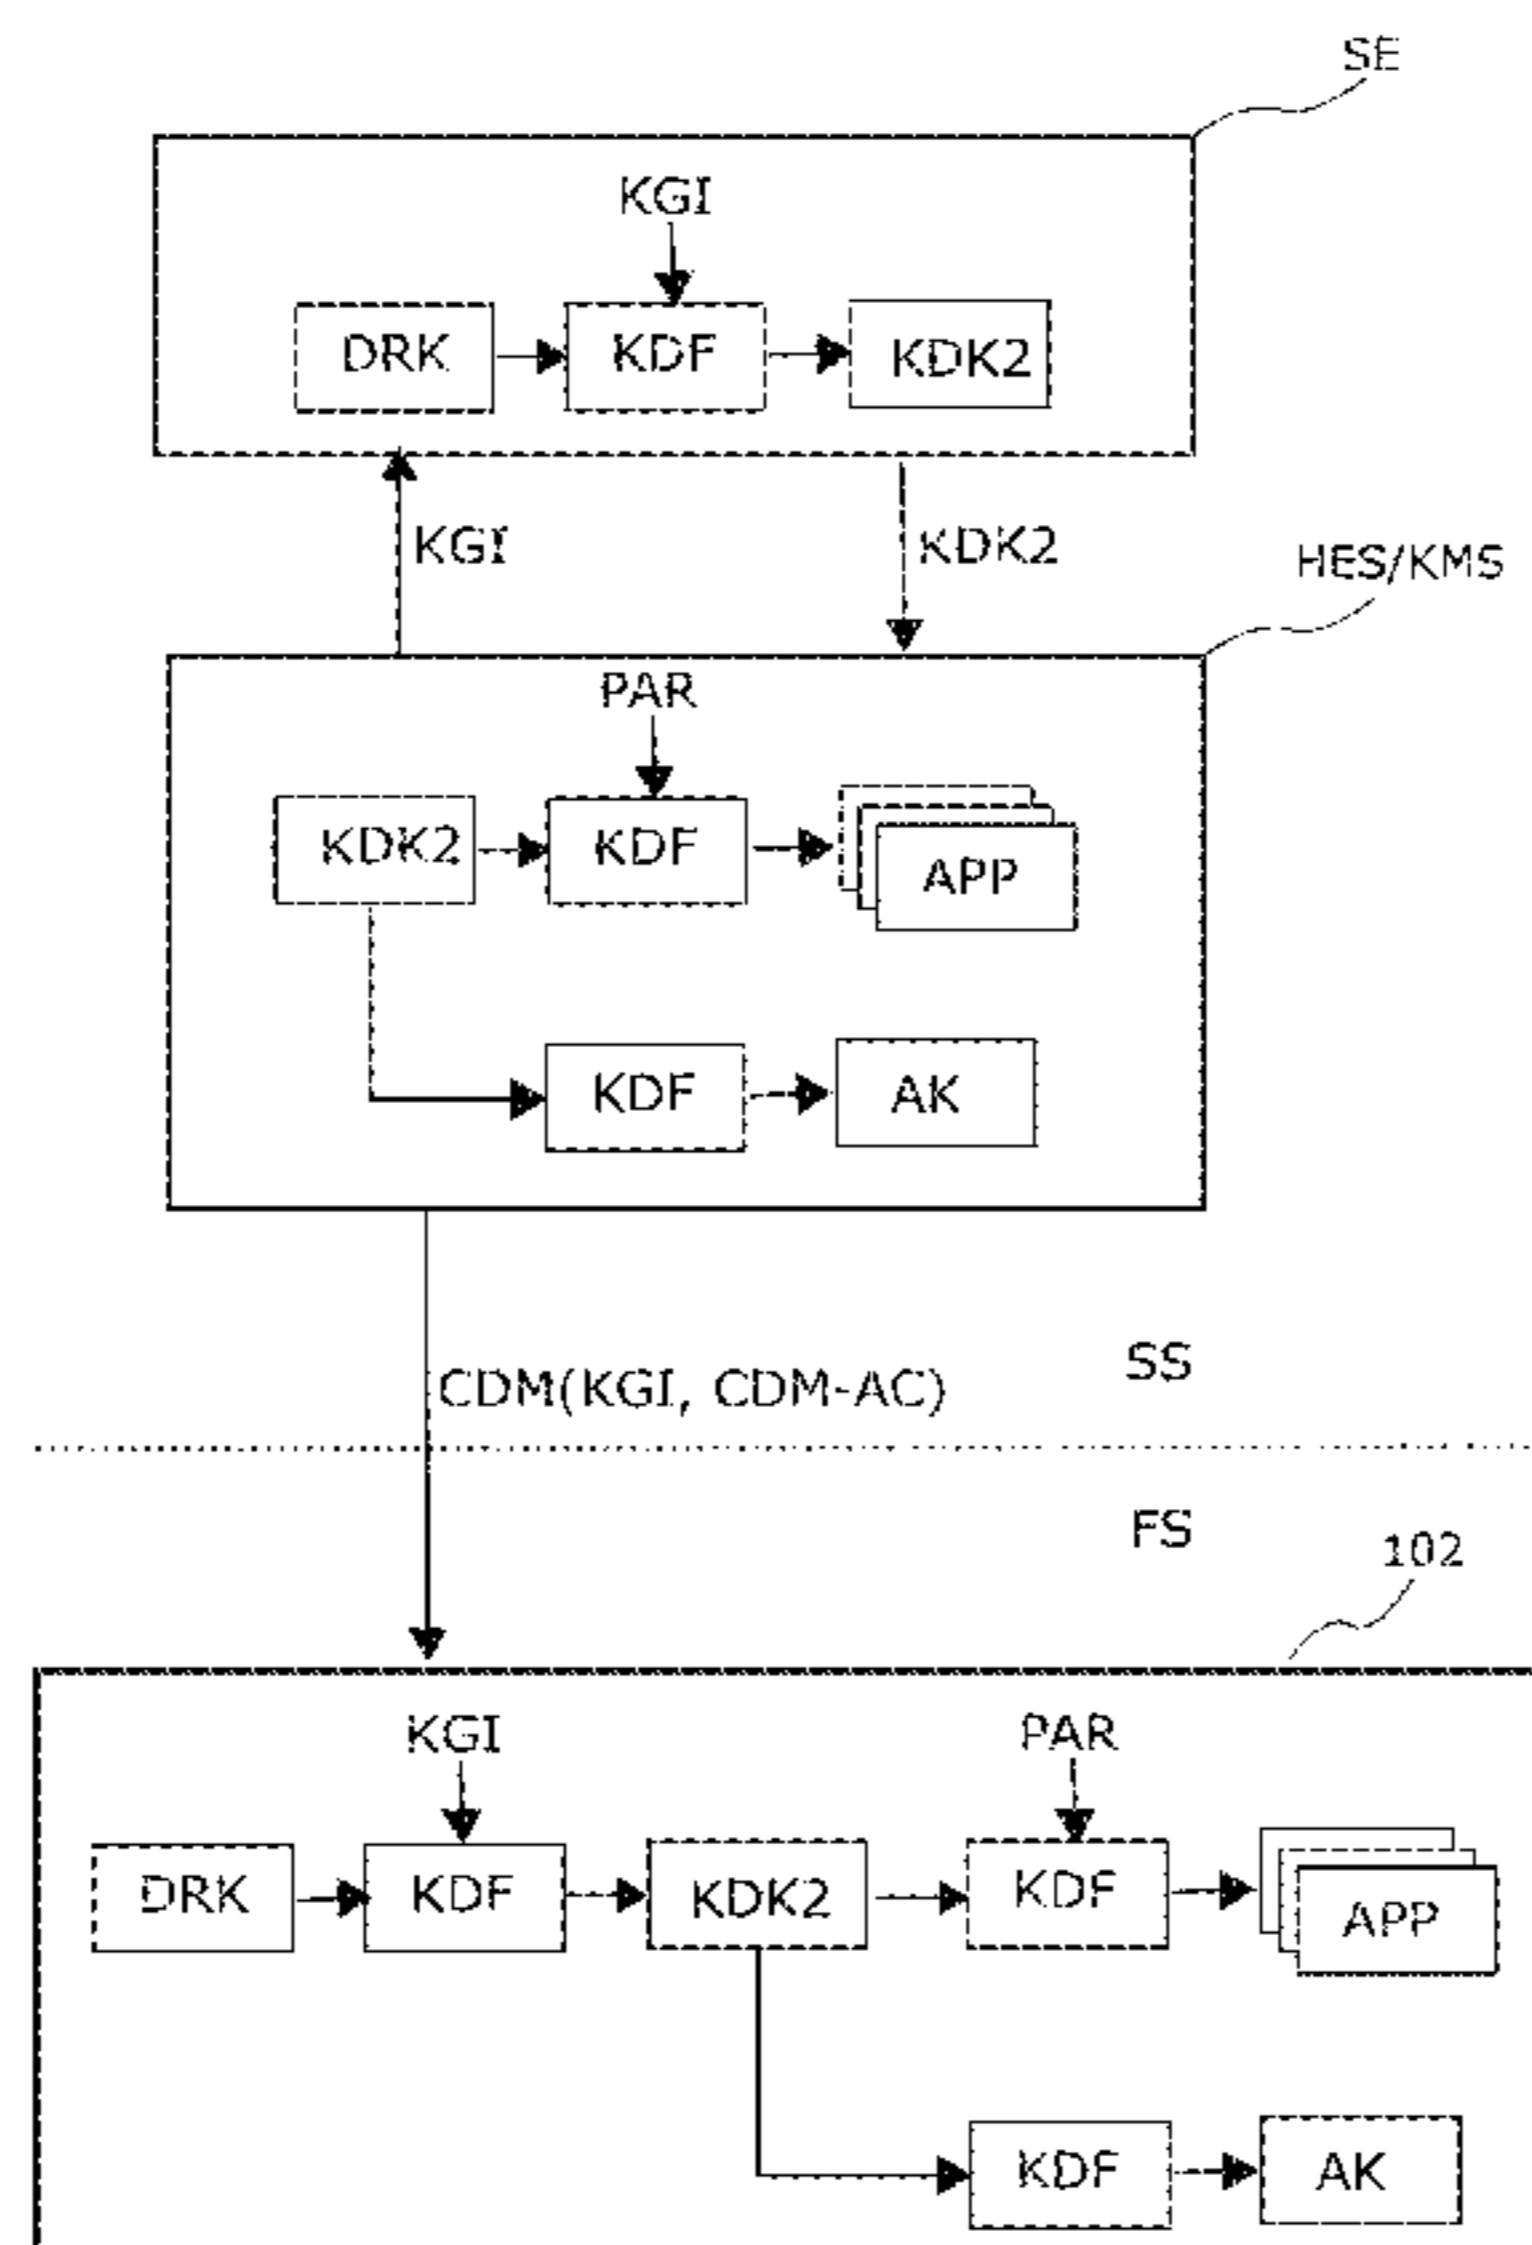 SE
KGI
DRK KDF KDK2
KGI KDK2
HES/KMS
PAR
KDK2 KDF APP
KDF AK
SS
CDM(KGI, CDM-AC)
FS
102
KGI PAR
DRK KDF KDK2 KDF APP
KDF AK